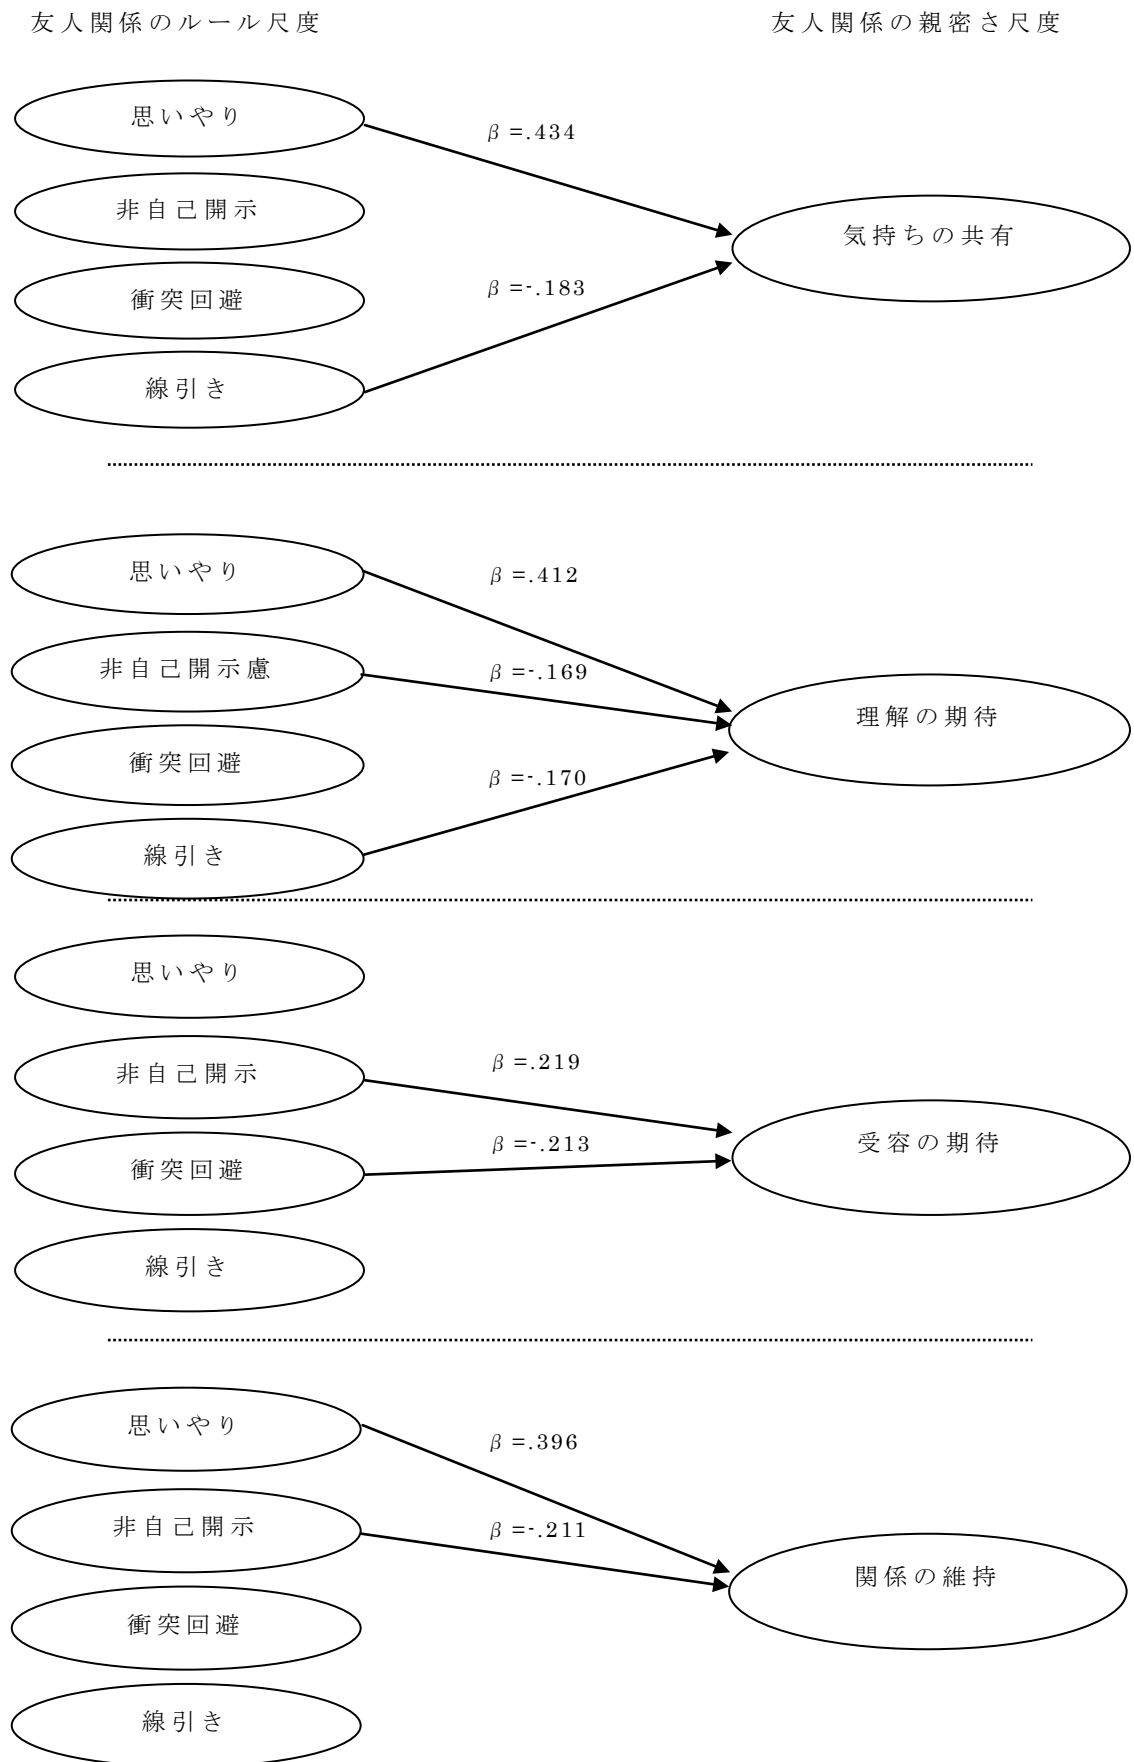 友人関係のルール尺度 友人関係の親密さ尺度
思いやり
β=.434
非自己開示
気持ちの共有
衝突回避
β=-.183
線引き
思いやり
β=.412
非自己開示慮
β=-.169
理解の期待
衝突回避
β=-.170
線引き
思いやり
非自己開示
β=.219
衝突回避
β=-.213
受容の期待
線引き
思いやり
β=.396
非自己開示
β=-.211
関係の維持
衝突回避
線引き